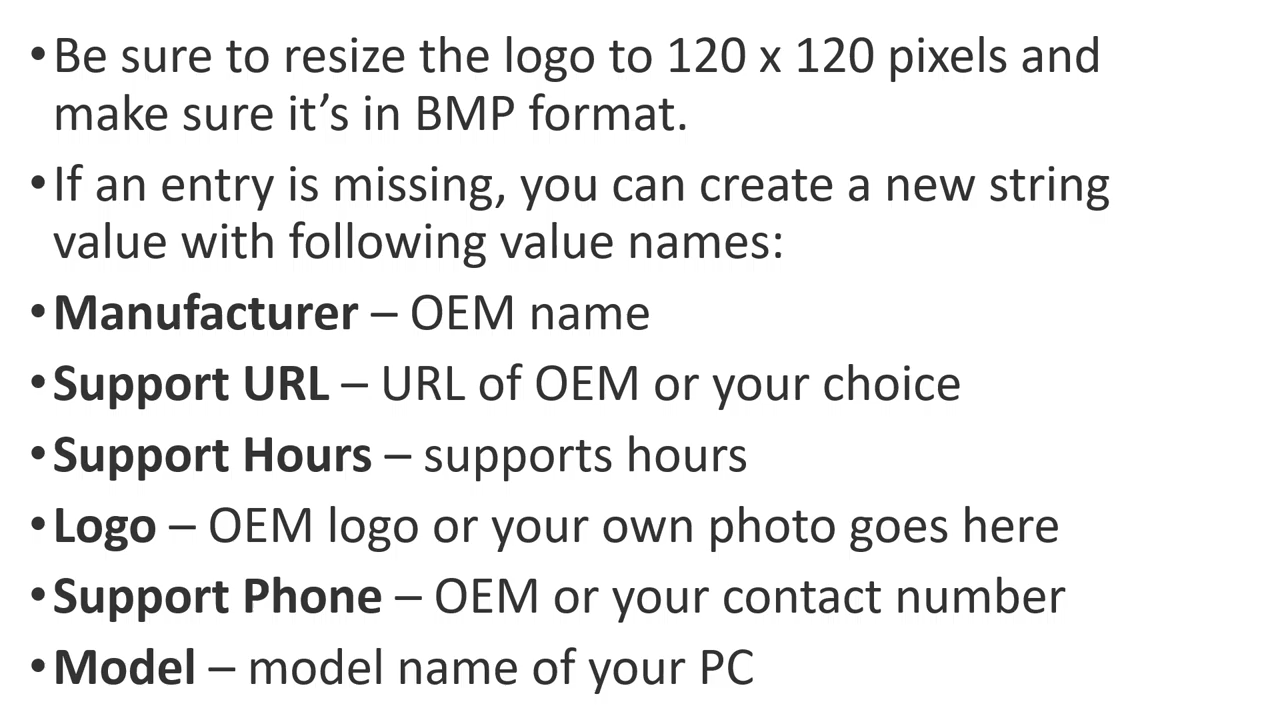 • Be sure to resize the logo to 120 x 120 pixels and
make sure it’s in BMP format.
• If an entry is missing, you can create a new string
value with following value names:
• Manufacturer – OEM name
• Support URL – URL of OEM or your choice
• Support Hours – supports hours
• Logo – OEM logo or your own photo goes here
• Support Phone – OEM or your contact number
• Model – model name of your PC